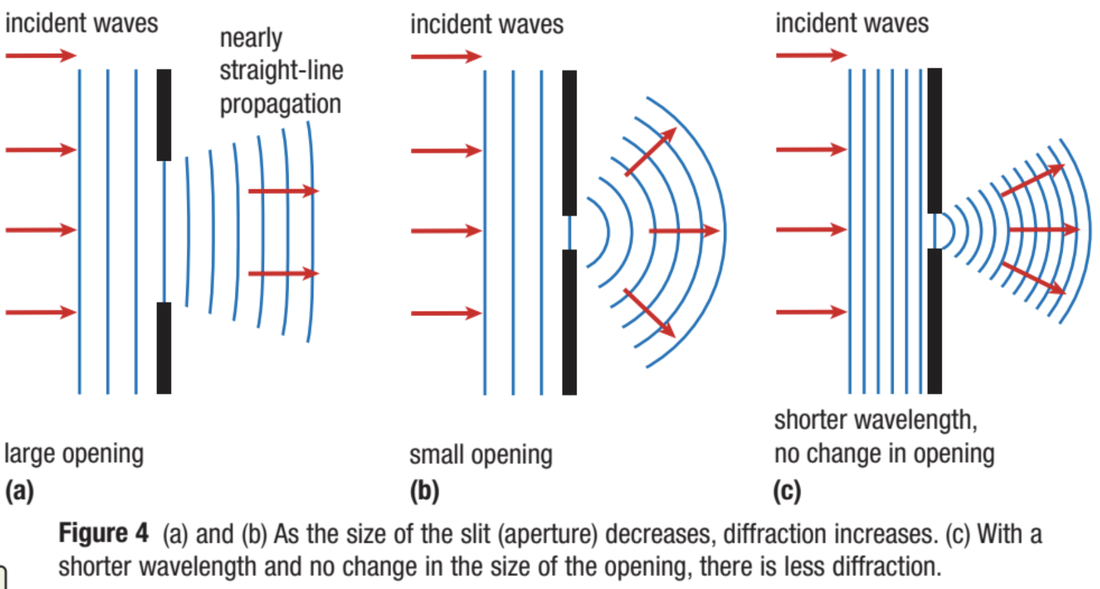 incident waves
nearly
straight-line
propagation
large opening
(a)
incident waves
small opening
(b)
incident waves
shorter wavelength,
no change in opening
(c)
Figure 4 (a) and (b) As the size of the slit (aperture) decreases, diffraction increases. (c) With a
shorter wavelength and no change in the size of the opening, there is less diffraction.